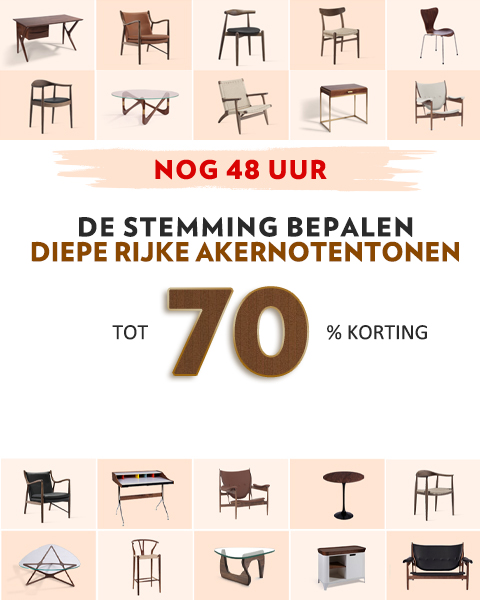 NOG 48 UUR
DE STEMMING BEPALEN
DIEPE RIJKE AKERNOTENTONEN
TOT 70 % KORTING